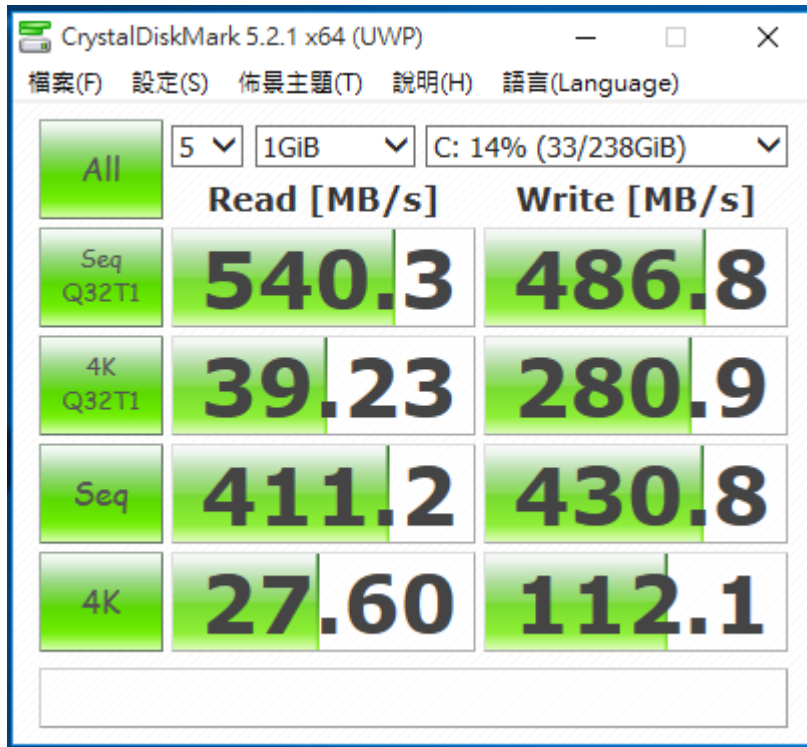 CrystalDiskMark 5.2.1 x64 (UWP)
檔案(F) 設定(S) 佈景主題(T) 說明(H) 語言(Language)
All 5 1GiB C: 14% (33/238GiB)
Read [MB/s] Write [MB/s]
Seq
Q32T1 540.3 486.8
4K
Q32T1 39.23 280.9
Seq 411.2 430.8
4K 27.60 112.1